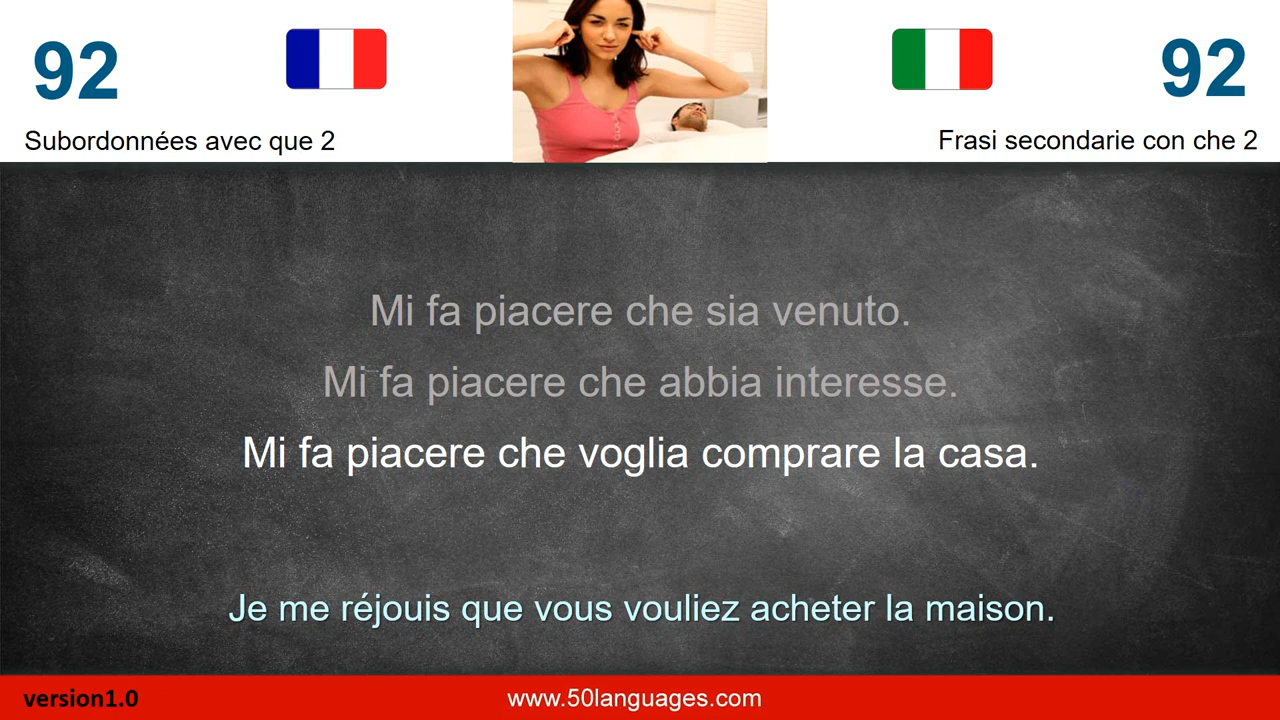 92
92
Subordonnées avec que 2
Frasi secondarie con che 2
Mi fa piacere che sia venuto.
Mi fa piacere che abbia interesse.
Mi fa piacere che voglia comprare la casa.
Je me réjouis que vous vouliez acheter la maison.
version1.0
www.50languages.com